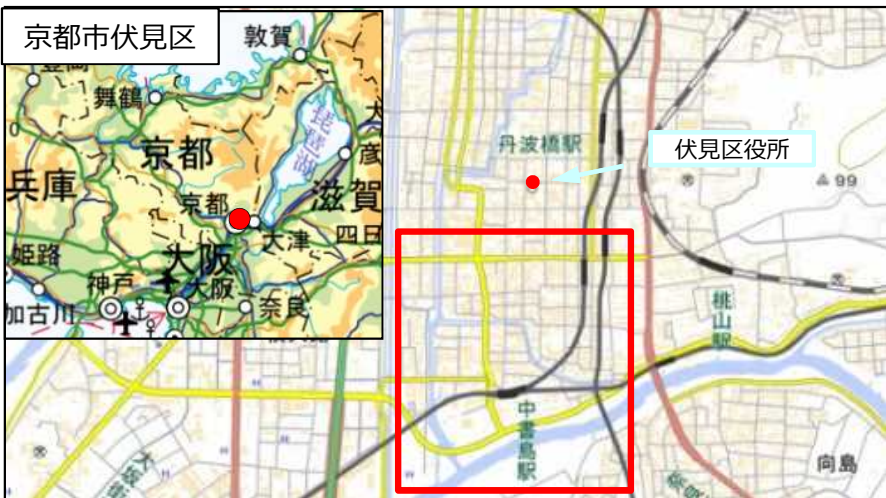 京都市伏見区
敦賀
舞鶴
琵琶湖
京都
彦
兵庫
滋賀
京都
大津
四日
姫路
大阪
神戸
大阪
奈良
加古川
丹波橋駅
伏見区役所
99
桃山駅
中書島駅
向島